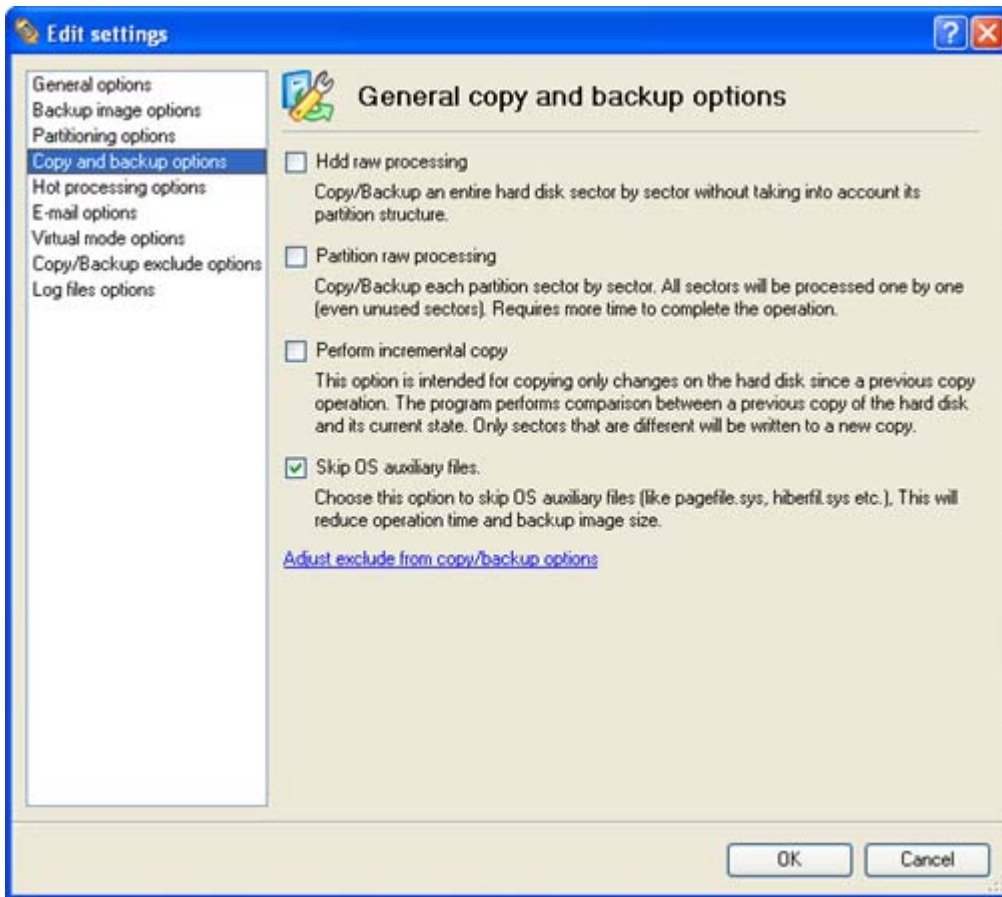 Edit settings
General options
Backup image options
Partitioning options
Copy and backup options
Hot processing options
E-mail options
Virtual mode options
Copy/Backup exclude options
Log files options
General copy and backup options
Hdd raw processing
Copy/Backup an entire hard disk sector by sector without taking into account its
partition structure.
Partition raw processing
Copy/Backup each partition sector by sector. All sectors will be processed one by one
(even unused sectors). Requires more time to complete the operation.
Perform incremental copy
This option is intended for copying only changes on the hard disk since a previous copy
operation. The program performs comparison between a previous copy of the hard disk
and its current state. Only sectors that are different will be written to a new copy.
Skip OS auxiliary files.
Choose this option to skip OS auxiliary files (like pagefile.sys, hiberfil.sys etc.), This will
reduce operation time and backup image size.
Adjust exclude from copy/backup options
OK
Cancel